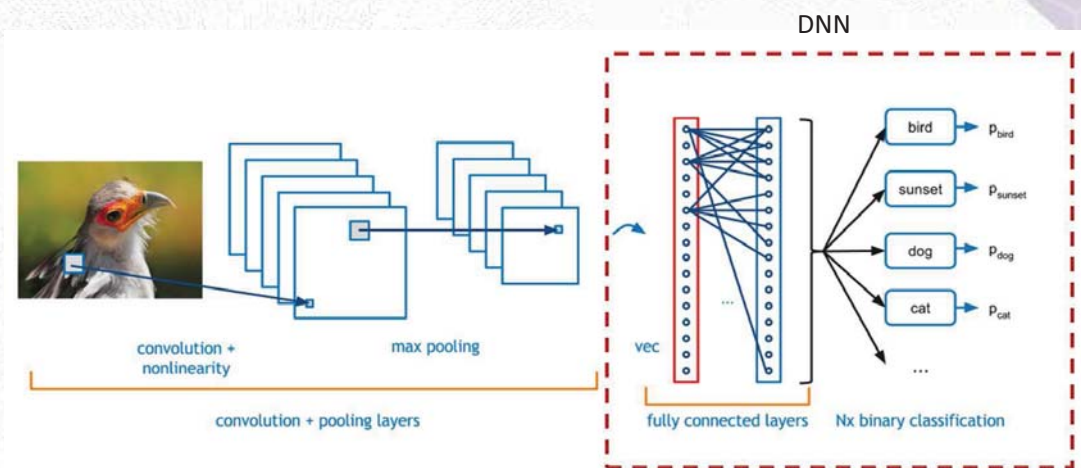 DNN
bird
p_bird
sunset
p_sunset
dog
p_dog
cat
p_cat
...
...
vec
convolution +
nonlinearity
max pooling
convolution + pooling layers
fully connected layers
Nx binary classification